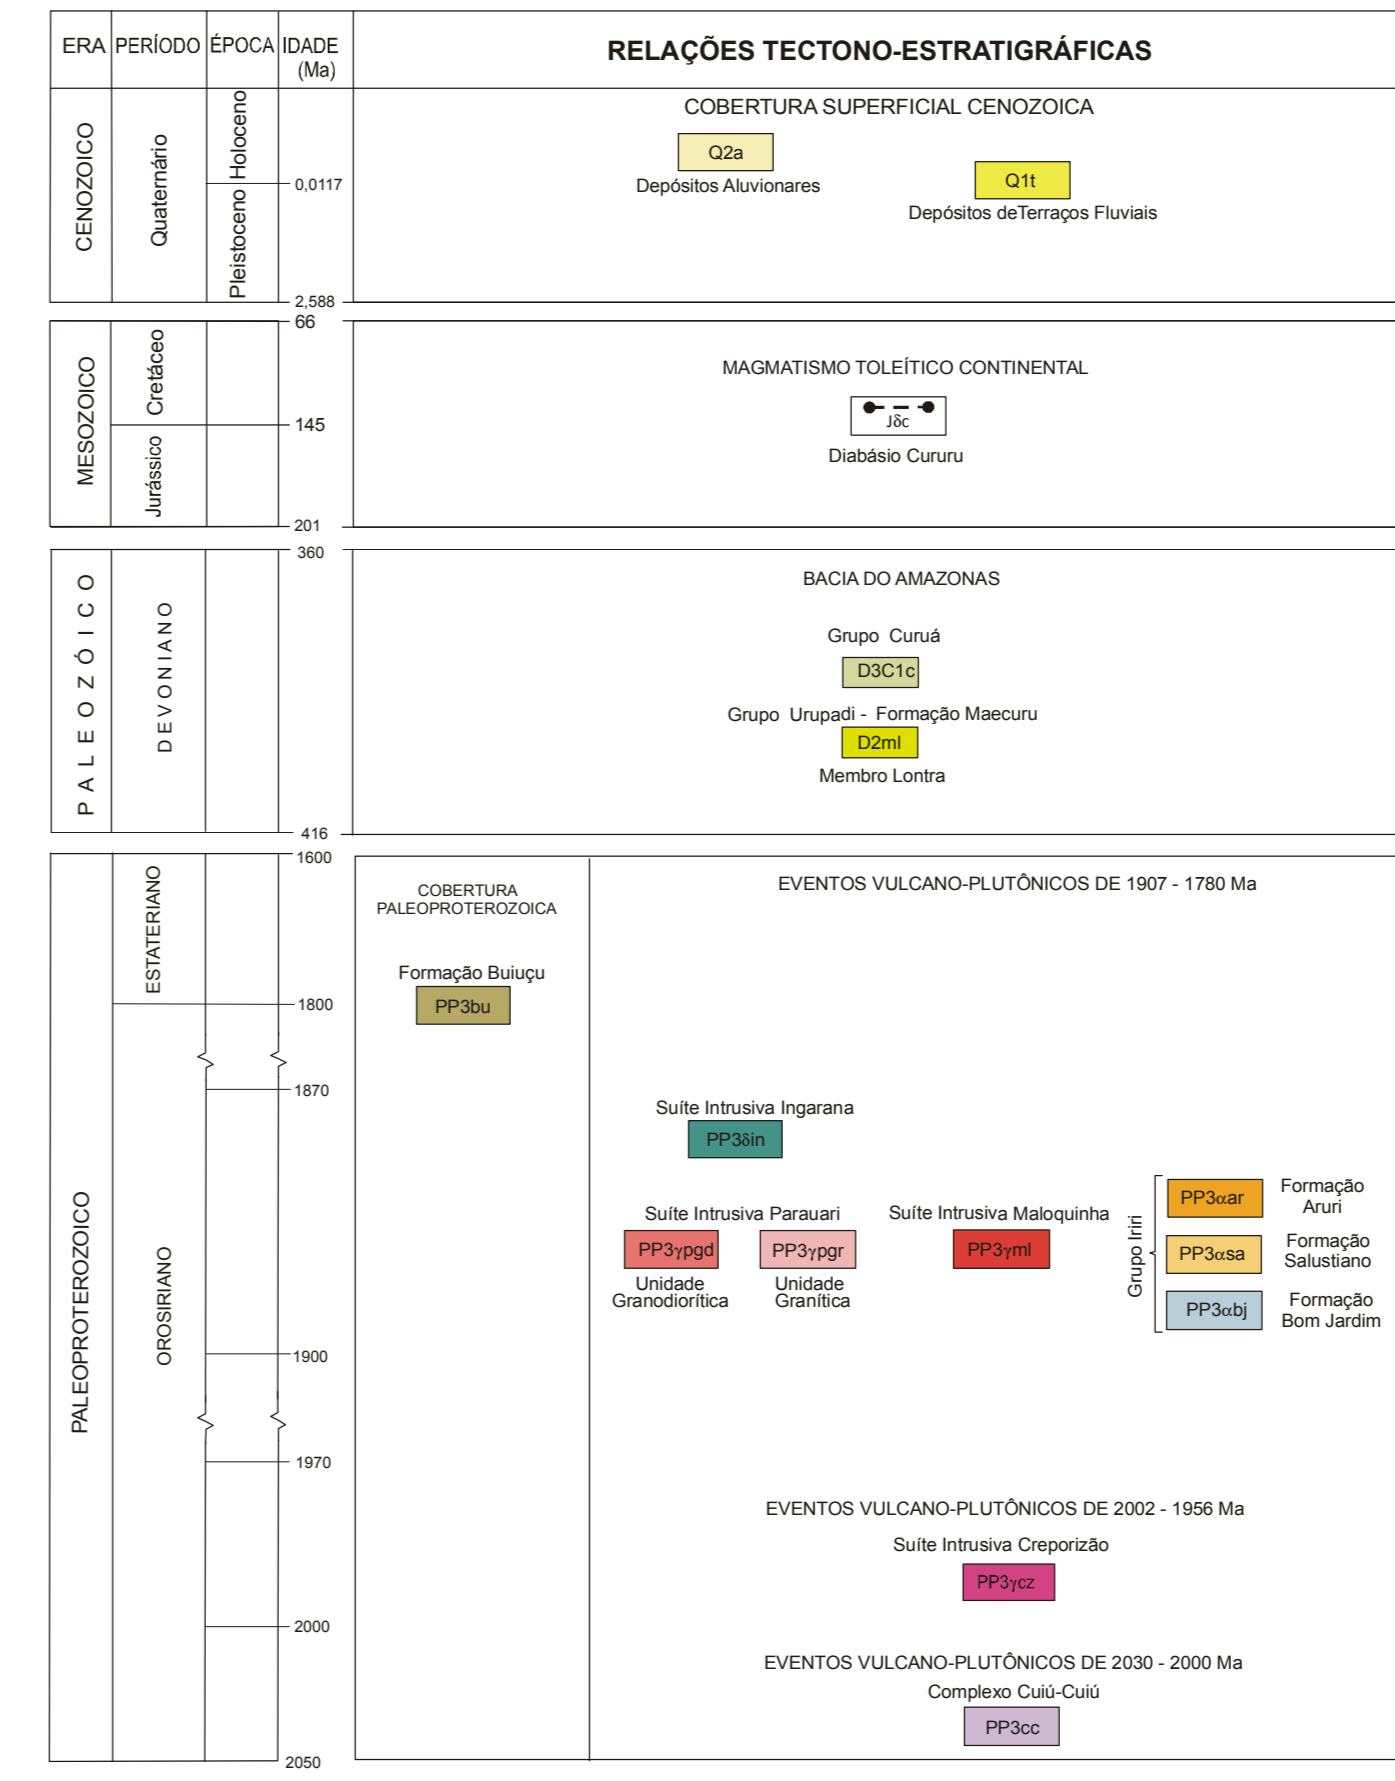 ERA PERÍODO ÉPOCA IDADE (Ma)
RELAÇÕES TECTONO-ESTRATIGRÁFICAS
CENOZOICO
Quaternário
Holoceno
Pleistoceno
0,0117
2,588
COBERTURA SUPERFICIAL CENOZOICA
Q2a
Depósitos Aluvionares
Q1t
Depósitos deTerraços Fluviais
MESOZOICO
Cretáceo
Jurássico
66
145
201
MAGMATISMO TOLEÍTICO CONTINENTAL
Jδc
Diabásio Cururu
PALEOZÓICO
DEVONIANO
360
416
BACIA DO AMAZONAS
Grupo Curuá
D3C1c
Grupo Urupadi - Formação Maecuru
D2ml
Membro Lontra
PALEOPROTEROZOICO
ESTATERIANO
OROSIRIANO
1600
1800
1870
1900
1970
2000
2050
COBERTURA
PALEOPROTEROZOICA
Formação Buiuçu
PP3bu
EVENTOS VULCANO-PLUTÔNICOS DE 1907 - 1780 Ma
Suíte Intrusiva Ingarana
PP3δin
Suíte Intrusiva Parauari
PP3γpgd
Unidade
Granodiorítica
PP3γpgr
Unidade
Granítica
Suíte Intrusiva Maloquinha
PP3γml
Grupo Iriri
PP3αar
Formação
Aruri
PP3αsa
Formação
Salustiano
PP3αbj
Formação
Bom Jardim
EVENTOS VULCANO-PLUTÔNICOS DE 2002 - 1956 Ma
Suíte Intrusiva Creporizão
PP3γcz
EVENTOS VULCANO-PLUTÔNICOS DE 2030 - 2000 Ma
Complexo Cuiú-Cuiú
PP3cc